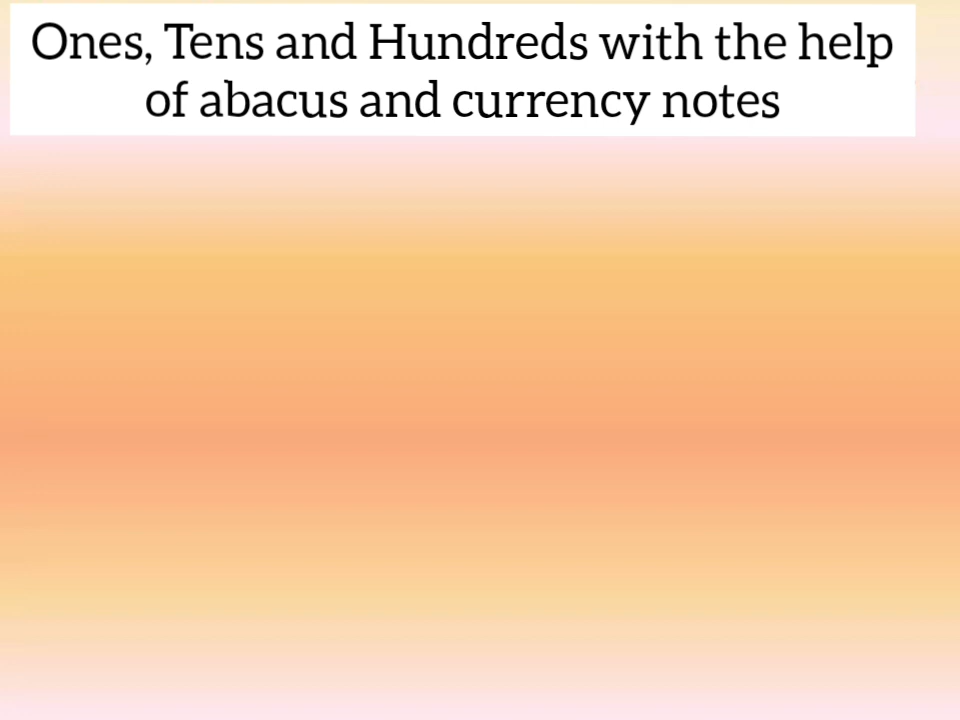 Ones, Tens and Hundreds with the help
of abacus and currency notes